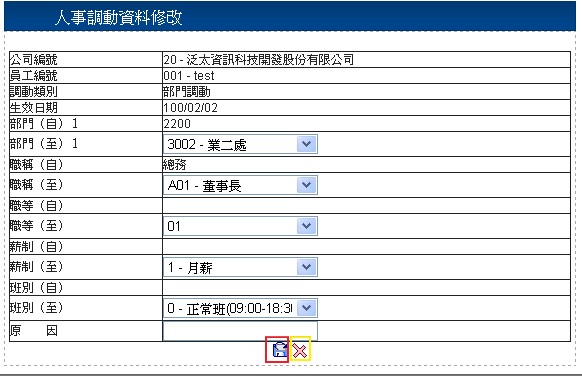 人事調動資料修改
公司編號 20 - 泛太資訊科技開發股份有限公司
員工編號 001 - test
調動類別 部門調動
生效日期 100/02/02
部門（自）1 2200
部門（至）1 3002 - 業二處
職稱（自） 總務
職稱（至） A01 - 董事長
職等（自）
職等（至） 01
薪制（自）
薪制（至） 1 - 月薪
班別（自）
班別（至） 0 - 正常班(09:00-18:3
原　因